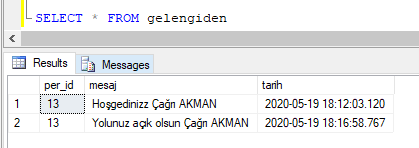 SELECT * FROM gelengiden
Results Messages
per_id mesaj tarih
1 13 Hoşgedinizz Çağrı AKMAN 2020-05-19 18:12:03.120
2 13 Yolunuz açık olsun Çağrı AKMAN 2020-05-19 18:16:58.767